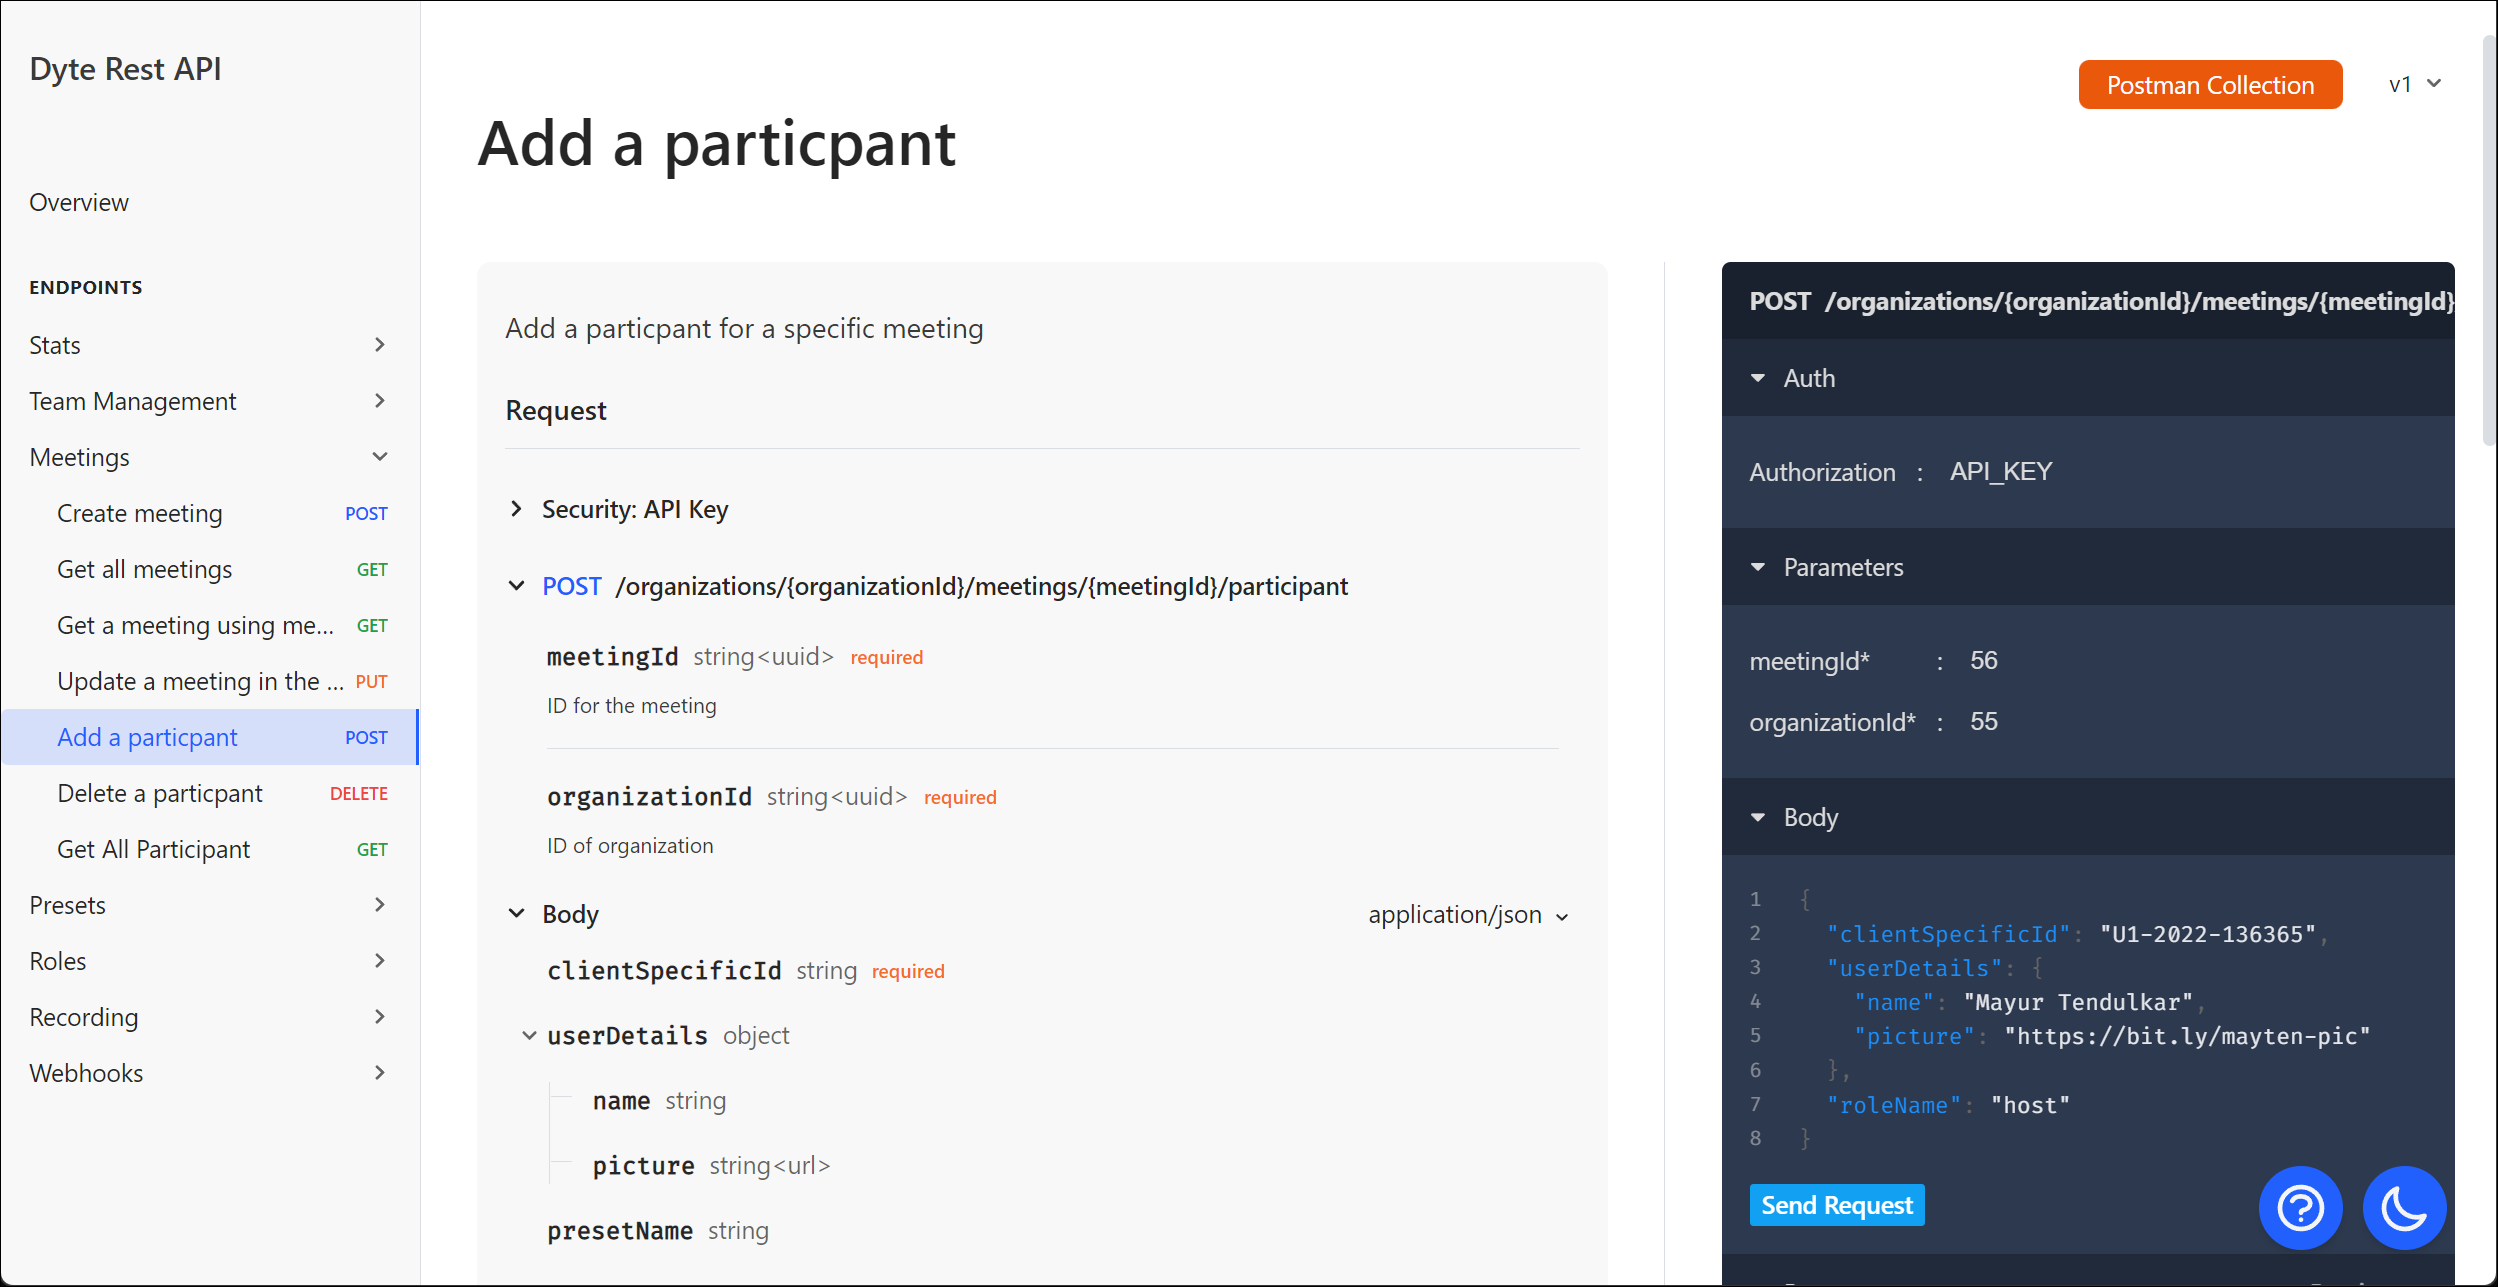 Dyte Rest API
Overview
ENDPOINTS
Stats
Team Management
Meetings
Create meeting POST
Get all meetings GET
Get a meeting using me... GET
Update a meeting in the ... PUT
Add a particpant POST
Delete a particpant DELETE
Get All Participant GET
Presets
Roles
Recording
Webhooks
Postman Collection v1
Add a particpant
Add a particpant for a specific meeting
Request
Security: API Key
POST /organizations/{organizationId}/meetings/{meetingId}/participant
meetingId string<uuid> required
ID for the meeting
organizationId string<uuid> required
ID of organization
Body application/json
clientSpecificId string required
userDetails object
name string
picture string<url>
presetName string
POST /organizations/{organizationId}/meetings/{meetingId}
Auth
Authorization : API_KEY
Parameters
meetingId* : 56
organizationId* : 55
Body
1 {
2 "clientSpecificId": "U1-2022-136365",
3 "userDetails": {
4 "name": "Mayur Tendulkar",
5 "picture": "https://bit.ly/mayten-pic"
6 },
7 "roleName": "host"
8 }
Send Request